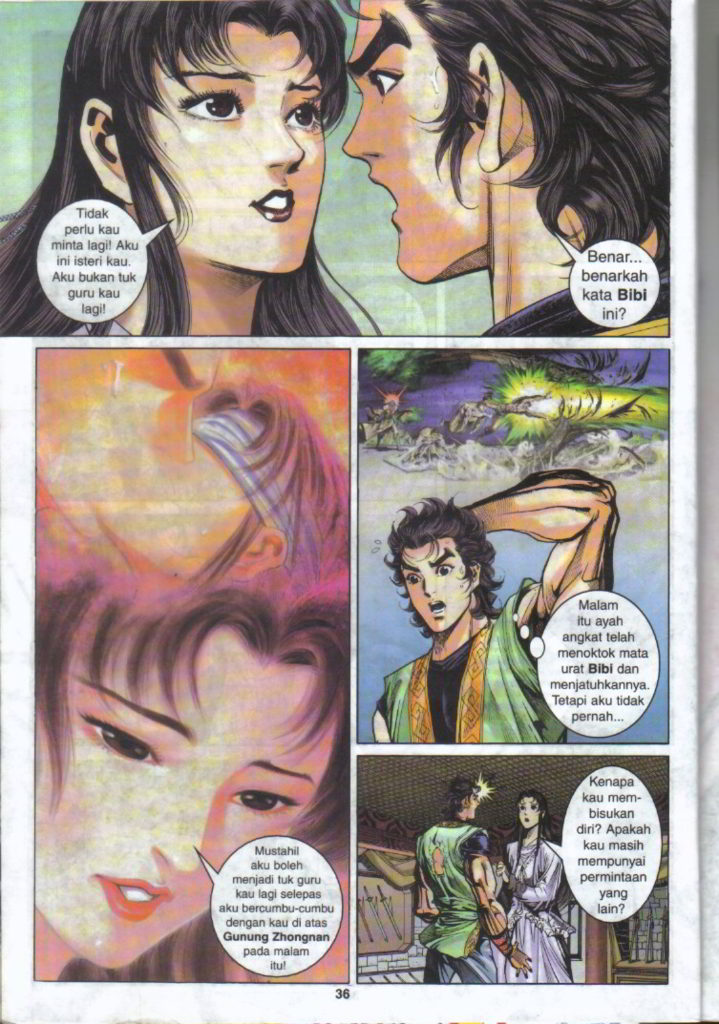 Tidak
perlu kau
minta lagi! Aku
ini isteri kau.
Aku bukan tuk
guru kau
lagi!
Benar...
benarkah
kata Bibi
ini?
Mustahil
aku boleh
menjadi tuk guru
kau lagi selepas
aku bercumbu-cumbu
dengan kau di atas
Gunung Zhongnan
pada malam
itu!
Malam
itu ayah
angkat telah
menoktok mata
urat Bibi dan
menjatuhkannya.
Tetapi aku tidak
pernah...
Kenapa
kau mem-
bisukan
diri? Apakah
kau masih
mempunyai
permintaan
yang
lain?
36